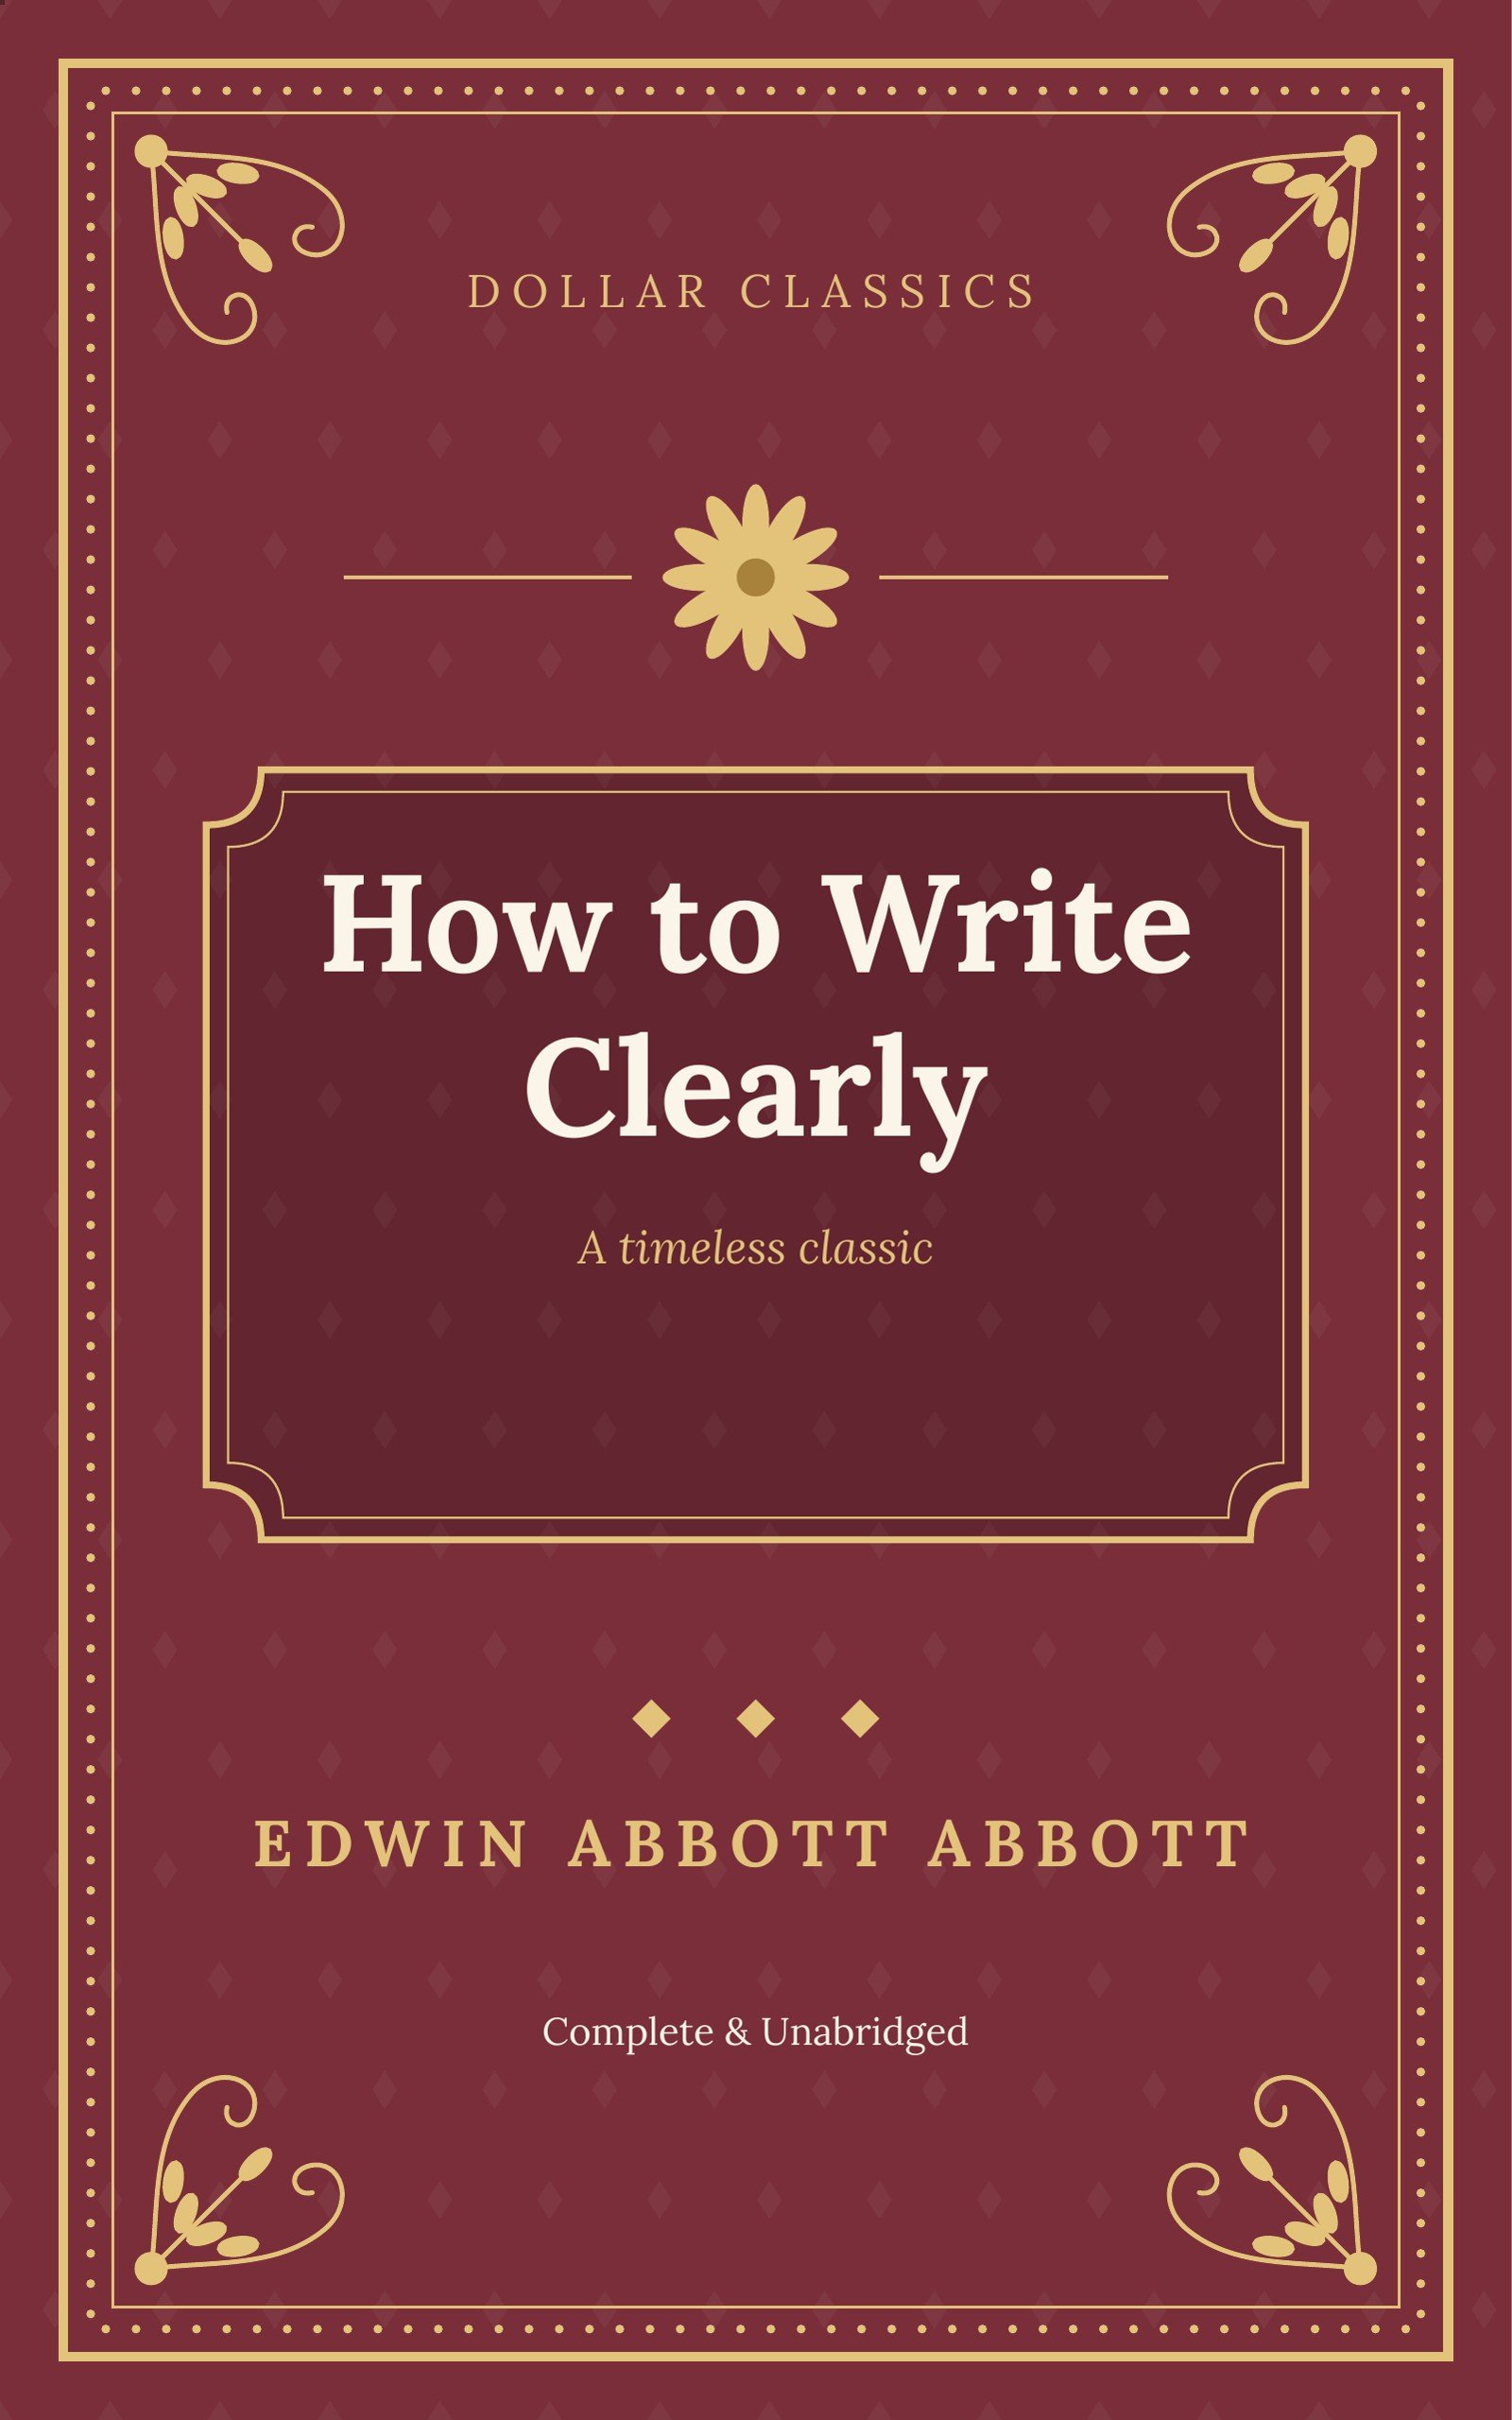 DOLLAR CLASSICS
How to Write
Clearly
A timeless classic
EDWIN ABBOTT ABBOTT
Complete & Unabridged